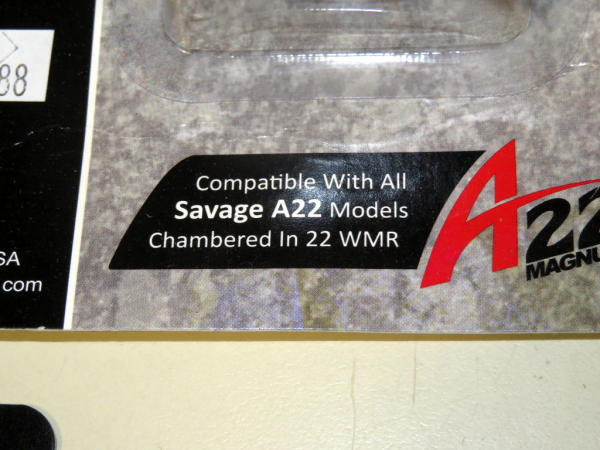 88
Compatible With All
Savage A22 Models
Chambered In 22 WMR
A22
MAGNU
SA
.com